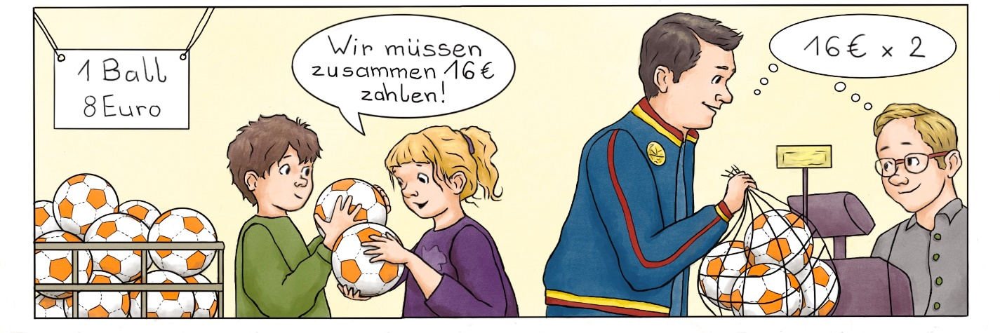 1 Ball
8 Euro
Wir müssen
zusammen 16 €
zahlen!
16 € x 2